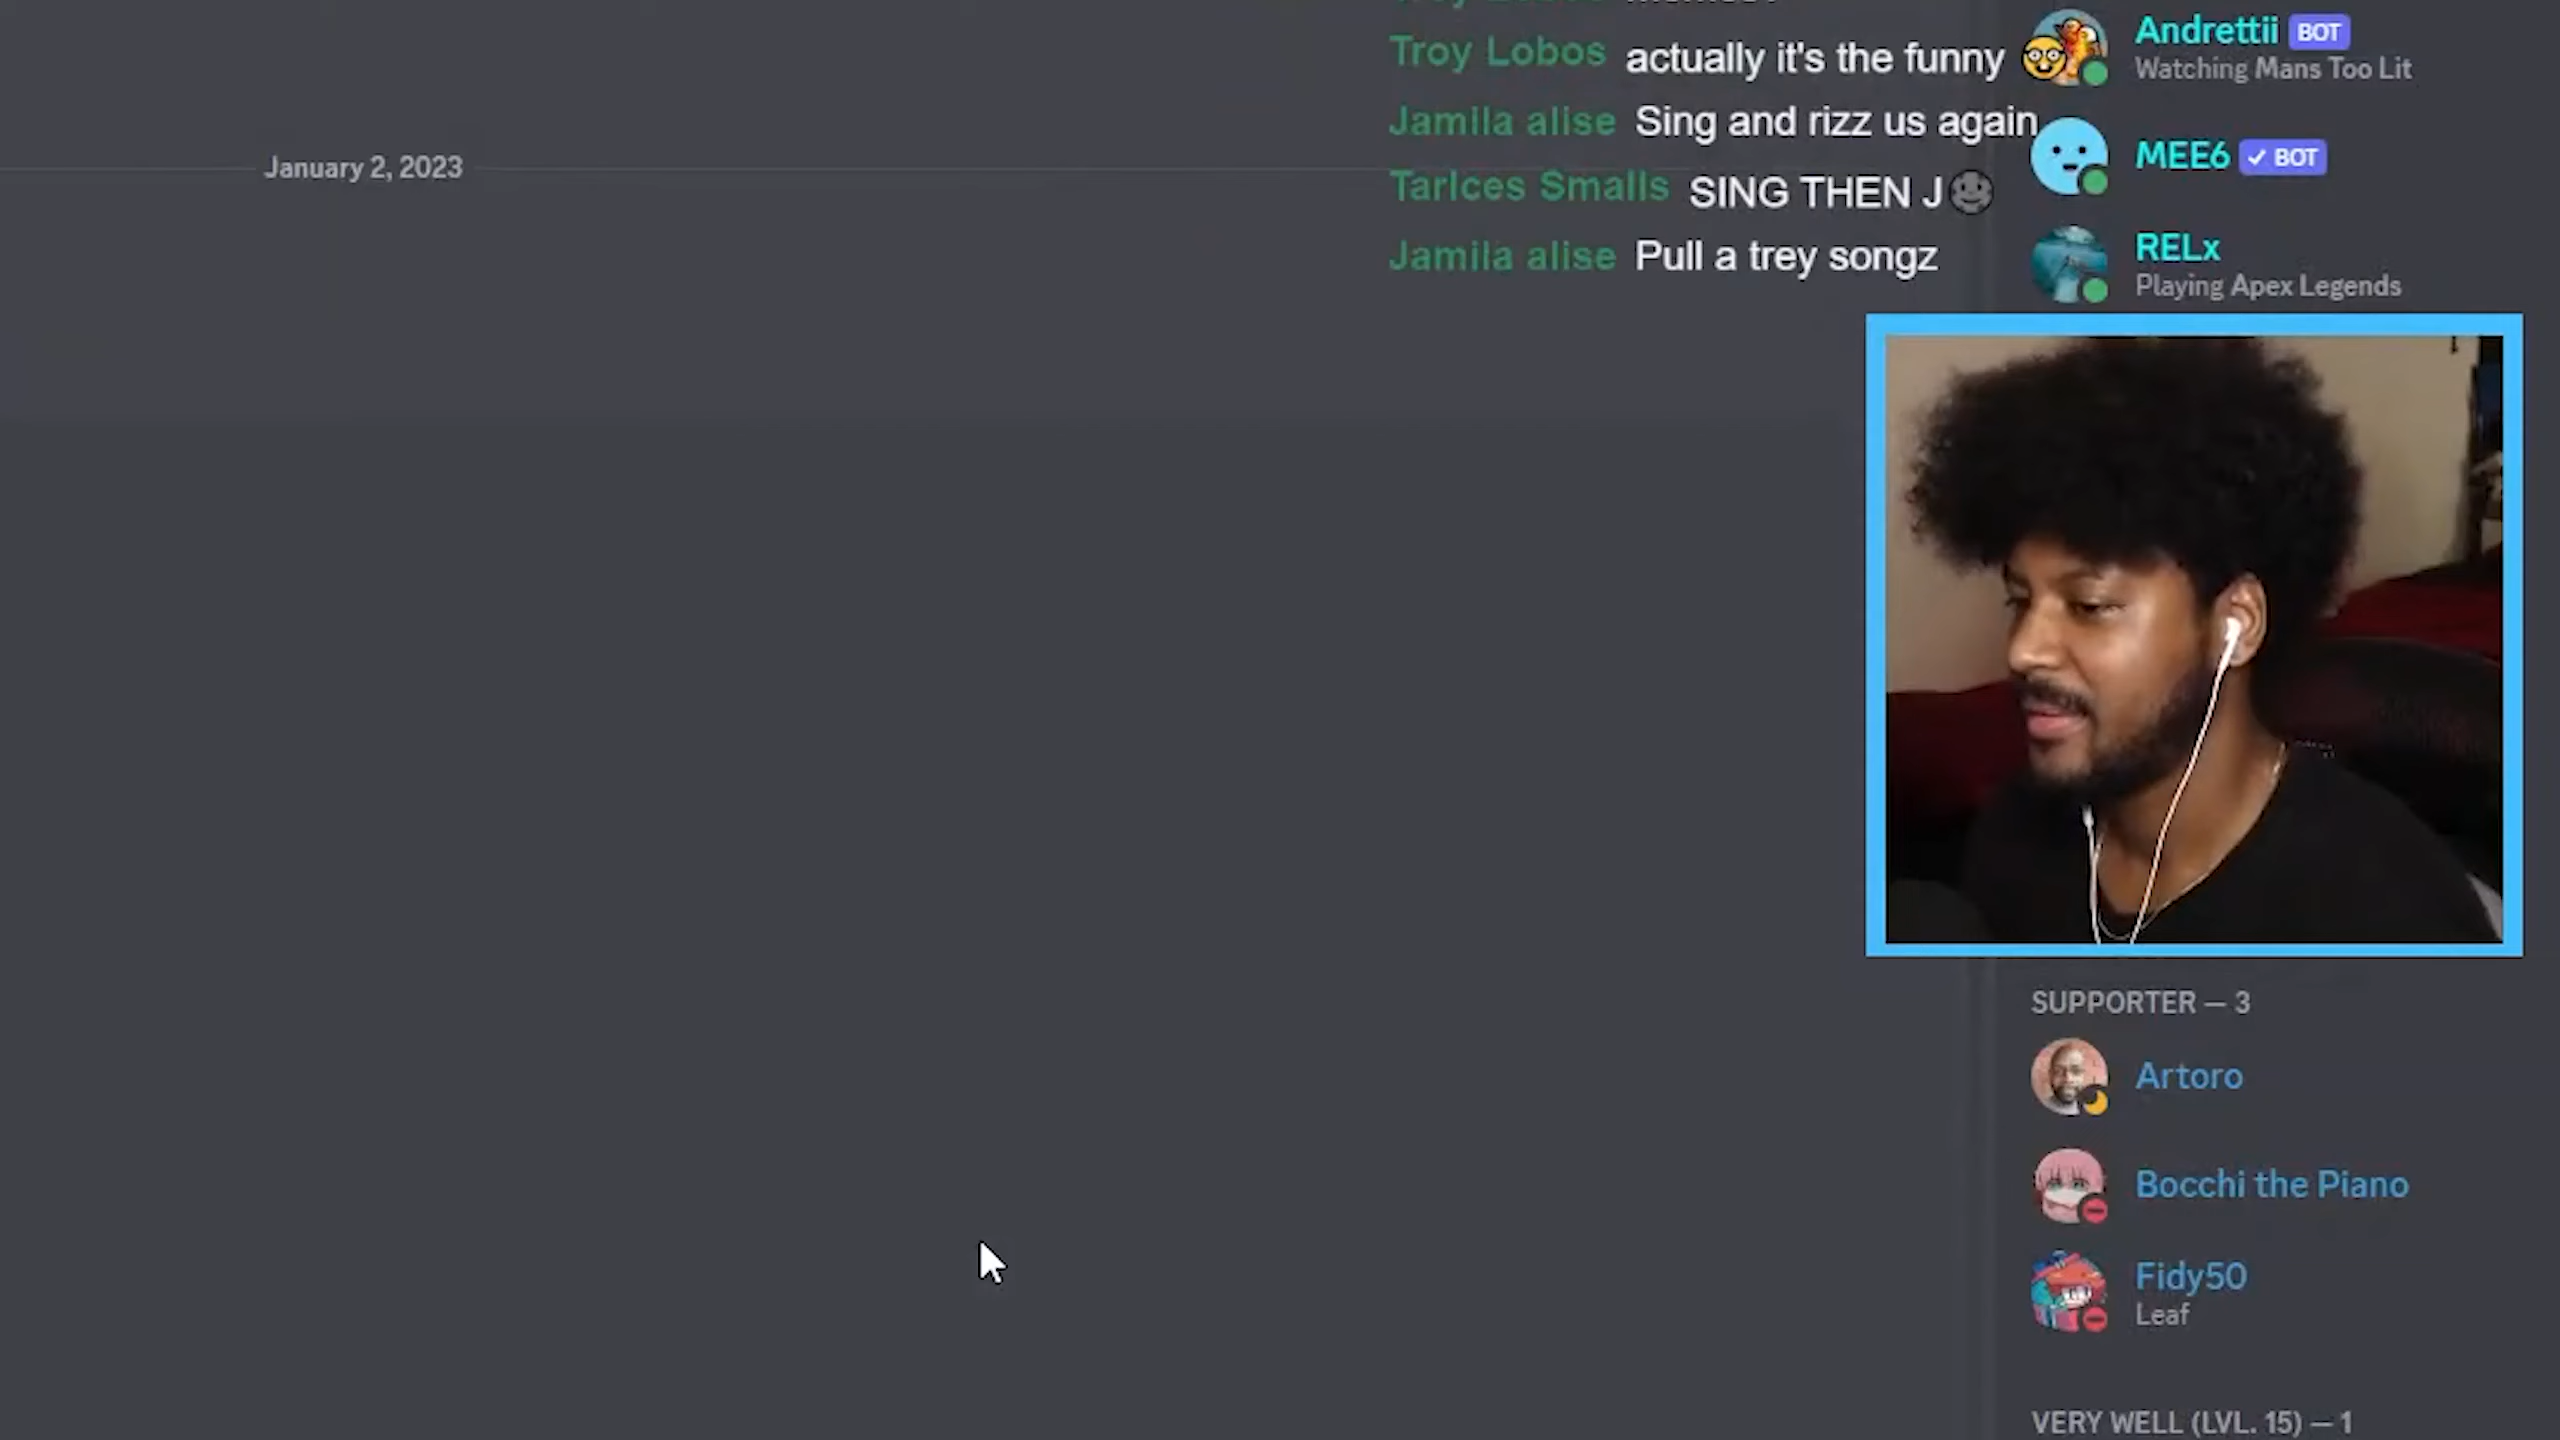 Troy Lobos actually it's the funny
Jamila alise Sing and rizz us again
January 2, 2023
Tarlces Smalls SING THEN J
Jamila alise Pull a trey songz
Andrettii BOT
Watching Mans Too Lit
MEE6 BOT
RELx
Playing Apex Legends
SUPPORTER — 3
Artoro
Bocchi the Piano
Fidy50
Leaf
VERY WELL (LVL. 15) — 1